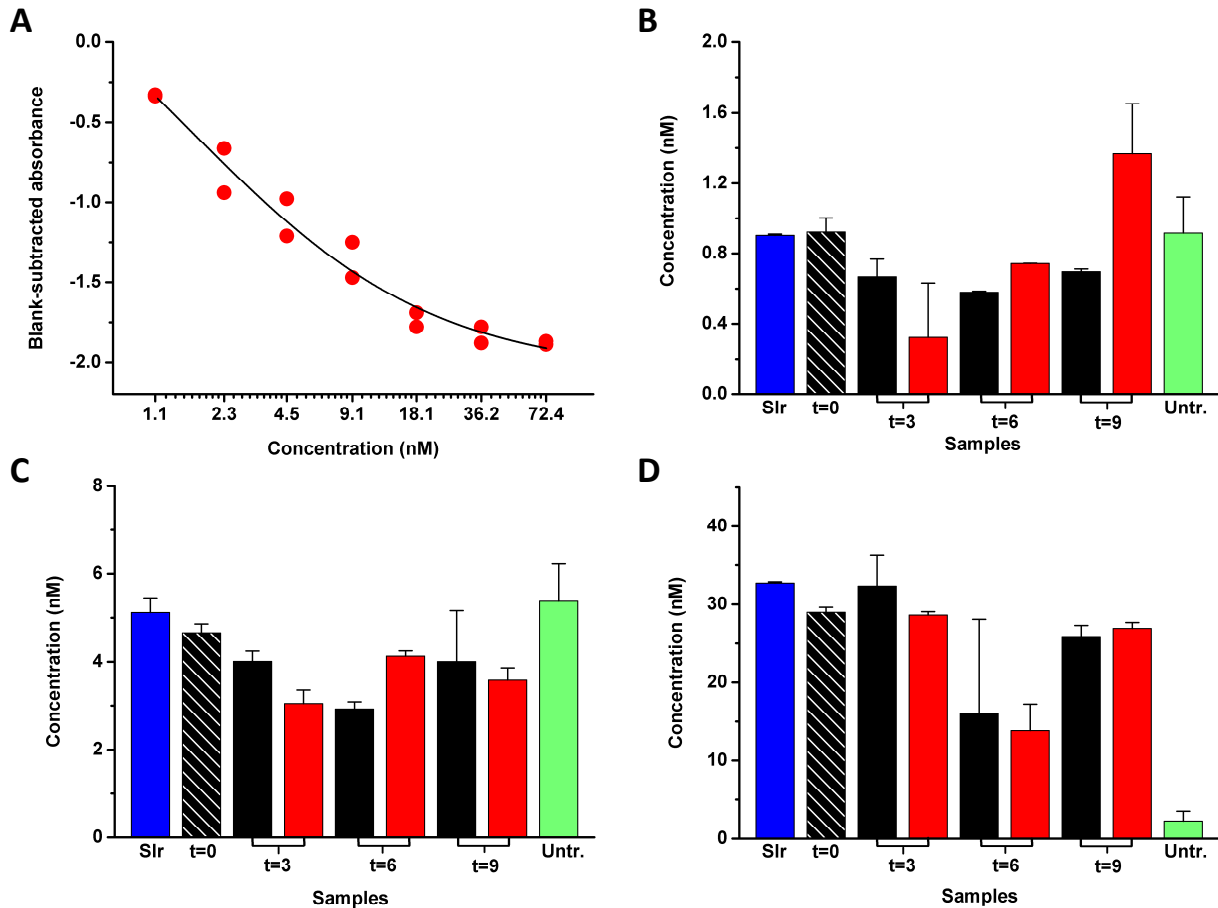 A
0.0
-0.5
-1.0
-1.5
-2.0
Blank-subtracted absorbance
1.1 2.3 4.5 9.1 18.1 36.2 72.4
Concentration (nM)
B
2.0
1.6
1.2
0.8
0.4
0.0
Concentration (nM)
Slr t=0 t=3 t=6 t=9 Untr.
Samples
C
8
6
4
2
0
Concentration (nM)
Slr t=0 t=3 t=6 t=9 Untr.
Samples
D
40
30
20
10
0
Concentration (nM)
Slr t=0 t=3 t=6 t=9 Untr.
Samples